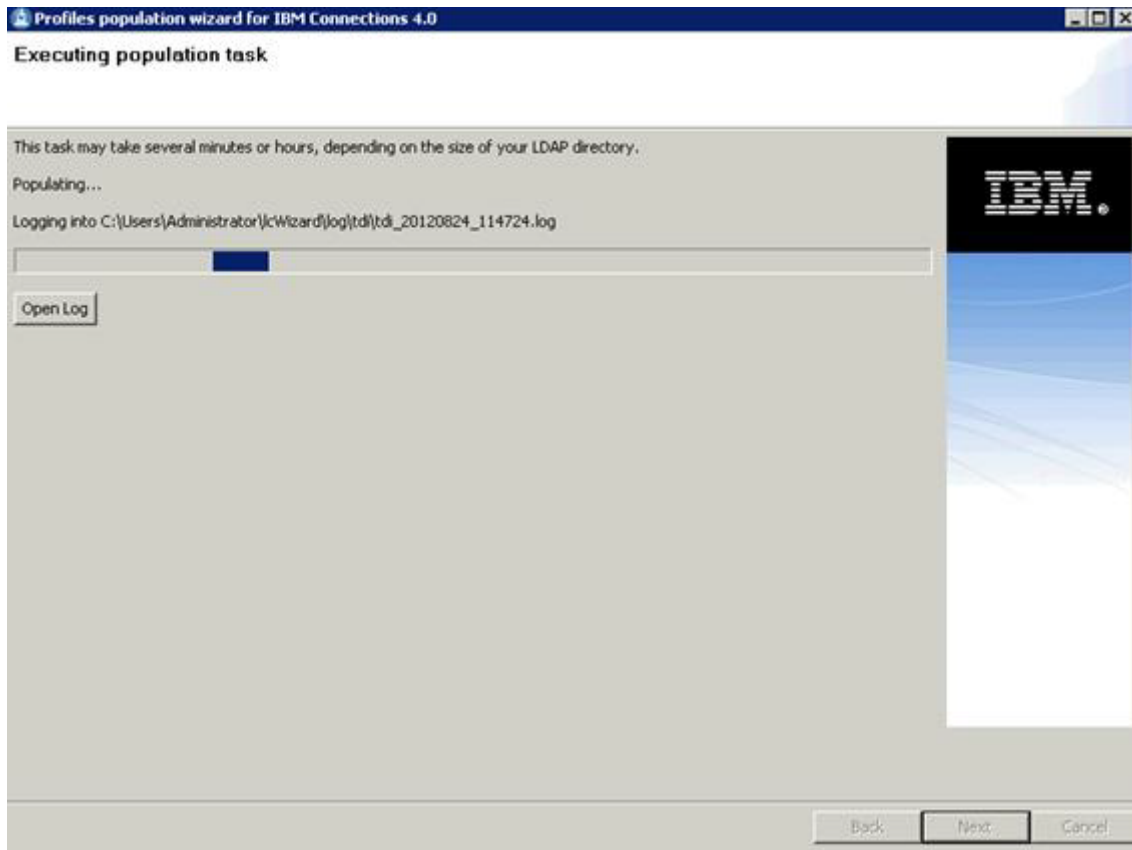 Profiles population wizard for IBM Connections 4.0
Executing population task
This task may take several minutes or hours, depending on the size of your LDAP directory.
Populating...
Logging into C:\Users\Administrator\lcWizard\log\tdi\tdi_20120824_114724.log
IBM®
Open Log
Back
Next
Cancel